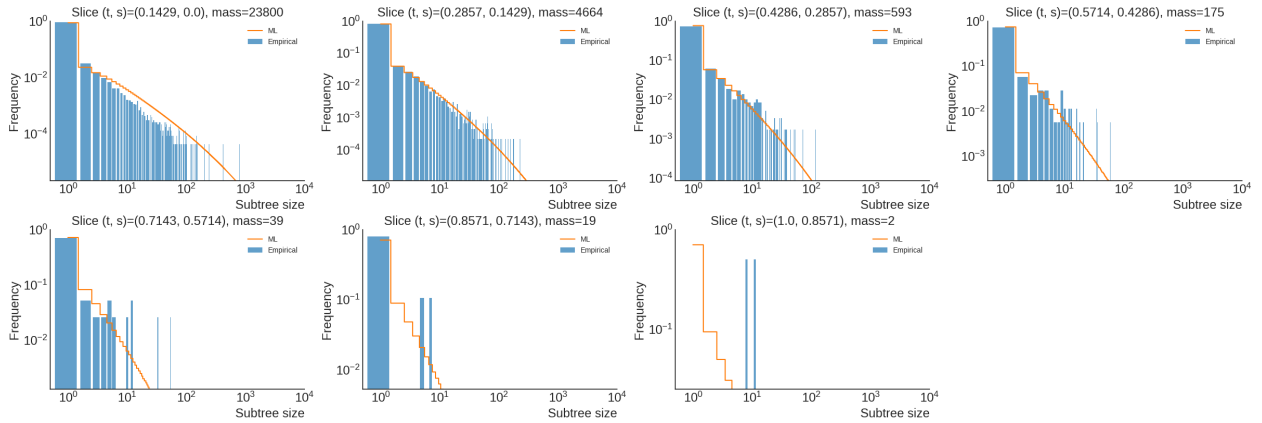 Slice (t, s)=(0.1429, 0.0), mass=23800
ML
Empirical
Frequency
10^0
10^-2
10^-4
10^0 10^1 10^2 10^3 10^4
Subtree size
Slice (t, s)=(0.2857, 0.1429), mass=4664
ML
Empirical
Frequency
10^0
10^-1
10^-2
10^-3
10^-4
10^0 10^1 10^2 10^3 10^4
Subtree size
Slice (t, s)=(0.4286, 0.2857), mass=593
ML
Empirical
Frequency
10^0
10^-1
10^-2
10^-3
10^-4
10^0 10^1 10^2 10^3 10^4
Subtree size
Slice (t, s)=(0.5714, 0.4286), mass=175
ML
Empirical
Frequency
10^0
10^-1
10^-2
10^-3
10^0 10^1 10^2 10^3 10^4
Subtree size
Slice (t, s)=(0.7143, 0.5714), mass=39
ML
Empirical
Frequency
10^0
10^-1
10^-2
10^0 10^1 10^2 10^3 10^4
Subtree size
Slice (t, s)=(0.8571, 0.7143), mass=19
ML
Empirical
Frequency
10^0
10^-1
10^-2
10^0 10^1 10^2 10^3 10^4
Subtree size
Slice (t, s)=(1.0, 0.8571), mass=2
ML
Empirical
Frequency
10^0
10^-1
10^0 10^1 10^2 10^3 10^4
Subtree size